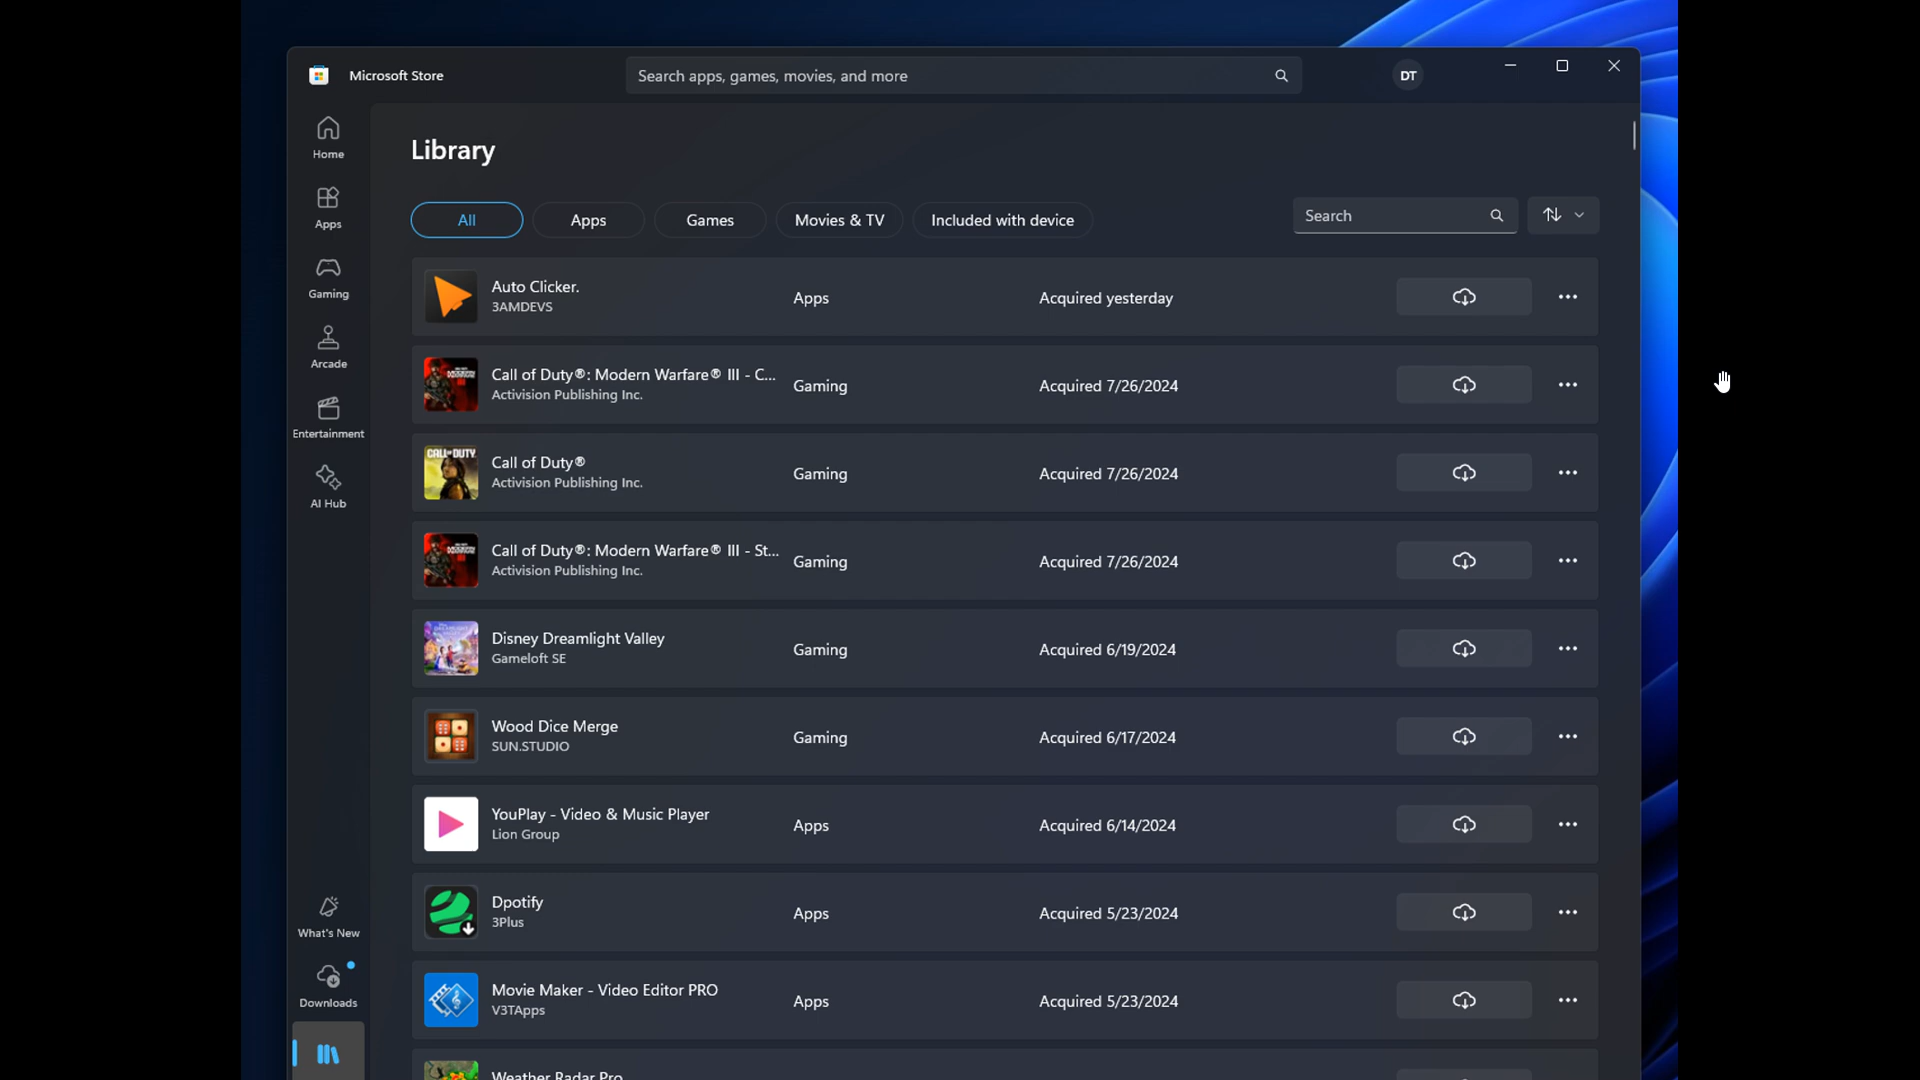 Microsoft Store
Search apps, games, movies, and more
DT
Home
Apps
Gaming
Arcade
Entertainment
AI Hub
What's New
Downloads
Library
All
Apps
Games
Movies & TV
Included with device
Search
Auto Clicker.
3AMDEVS
Apps
Acquired yesterday
Call of Duty®: Modern Warfare® III - C...
Activision Publishing Inc.
Gaming
Acquired 7/26/2024
CALL OF DUTY
Call of Duty®
Activision Publishing Inc.
Gaming
Acquired 7/26/2024
Call of Duty®: Modern Warfare® III - St...
Activision Publishing Inc.
Gaming
Acquired 7/26/2024
Disney Dreamlight Valley
Gameloft SE
Gaming
Acquired 6/19/2024
Wood Dice Merge
SUN.STUDIO
Gaming
Acquired 6/17/2024
YouPlay - Video & Music Player
Lion Group
Apps
Acquired 6/14/2024
Dpotify
3Plus
Apps
Acquired 5/23/2024
Movie Maker - Video Editor PRO
V3TApps
Apps
Acquired 5/23/2024
Weather Radar Pro